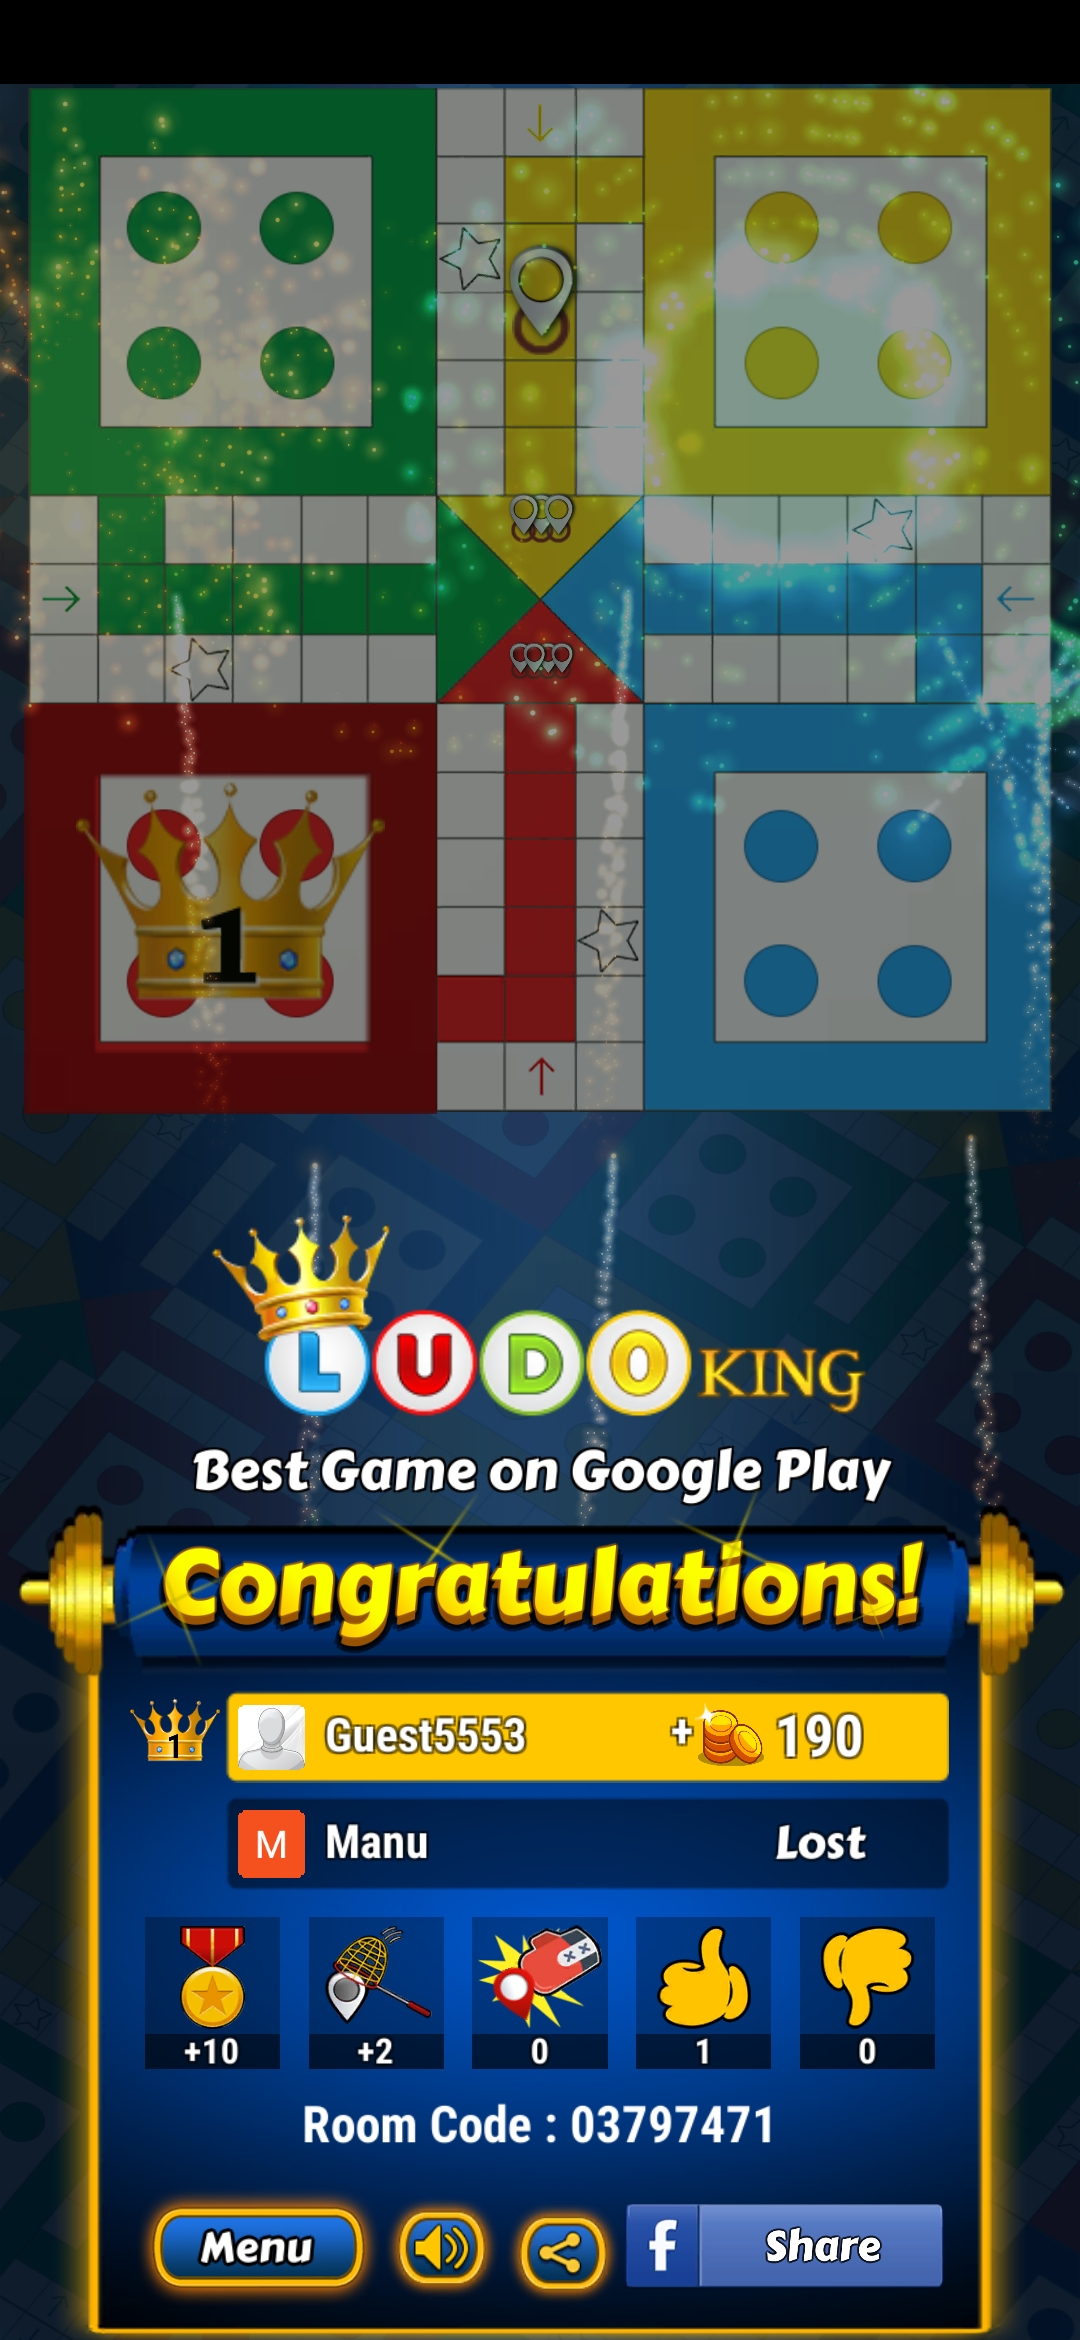 1
LUDO KING
Best Game on Google Play
Congratulations!
1 Guest5553 + 190
M Manu Lost
+10 +2 0 1 0
Room Code : 03797471
Menu f Share